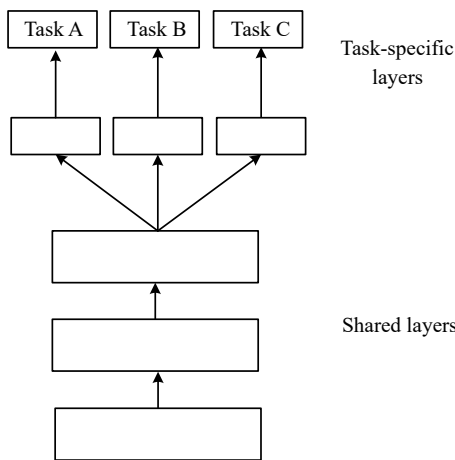 Task A
Task B
Task C
Task-specific
layers
Shared layers